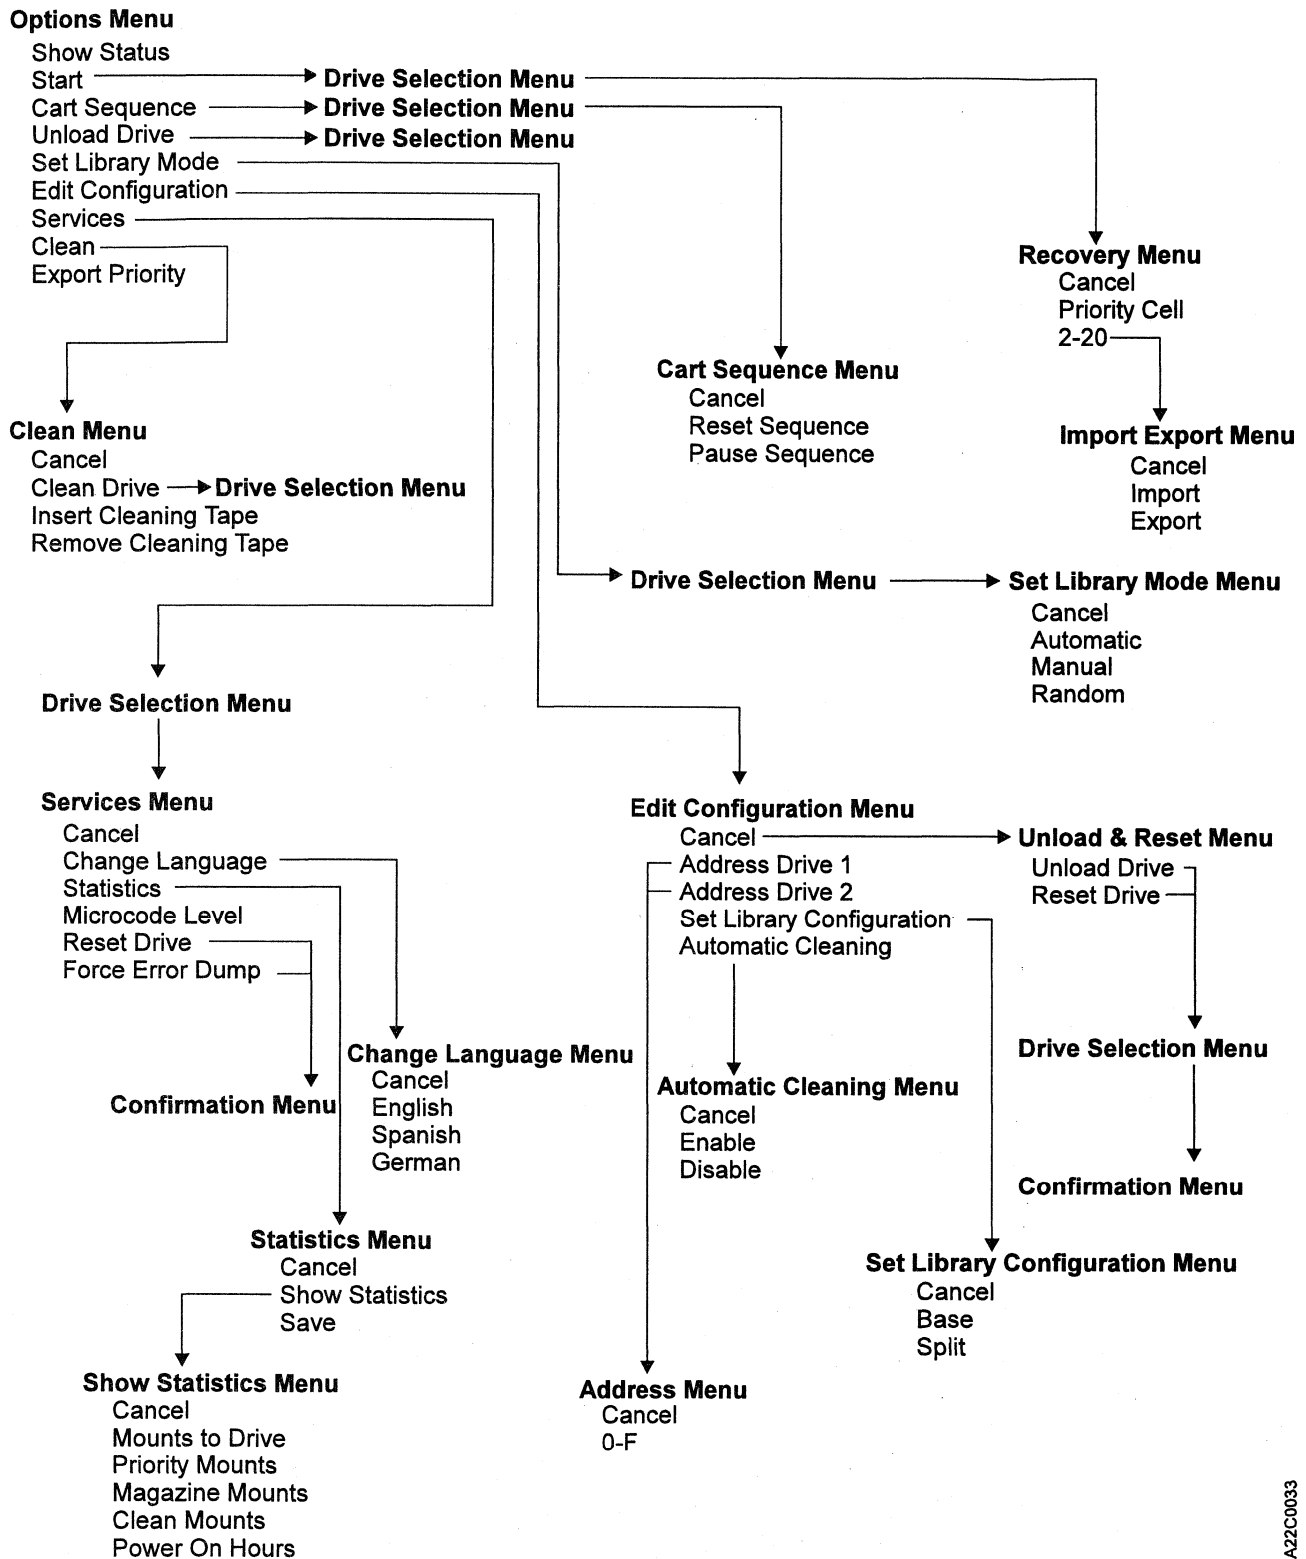 Options Menu
Show Status
Start
Drive Selection Menu
Cart Sequence
Drive Selection Menu
Unload Drive
Drive Selection Menu
Set Library Mode
Edit Configuration
Services
Clean
Export Priority
Recovery Menu
Cancel
Priority Cell
2-20
Cart Sequence Menu
Cancel
Reset Sequence
Pause Sequence
Import Export Menu
Cancel
Import
Export
Clean Menu
Cancel
Clean Drive
Drive Selection Menu
Insert Cleaning Tape
Remove Cleaning Tape
Drive Selection Menu
Set Library Mode Menu
Cancel
Automatic
Manual
Random
Drive Selection Menu
Services Menu
Cancel
Change Language
Statistics
Microcode Level
Reset Drive
Force Error Dump
Edit Configuration Menu
Cancel
Address Drive 1
Address Drive 2
Set Library Configuration
Automatic Cleaning
Unload & Reset Menu
Unload Drive
Reset Drive
Drive Selection Menu
Confirmation Menu
Change Language Menu
Cancel
English
Spanish
German
Confirmation Menu
Automatic Cleaning Menu
Cancel
Enable
Disable
Statistics Menu
Cancel
Show Statistics
Save
Set Library Configuration Menu
Cancel
Base
Split
Show Statistics Menu
Cancel
Mounts to Drive
Priority Mounts
Magazine Mounts
Clean Mounts
Power On Hours
Address Menu
Cancel
0-F
A22C0033